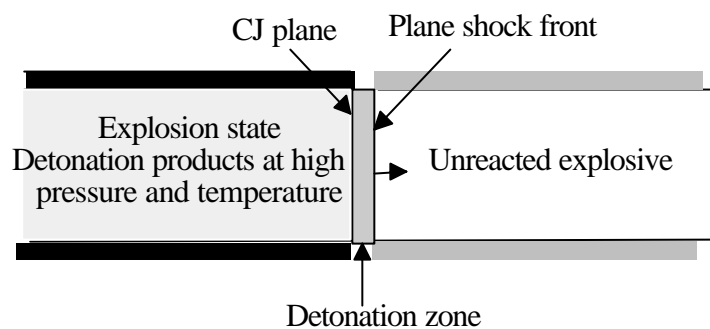 CJ plane
Plane shock front
Explosion state
Detonation products at high
pressure and temperature
Unreacted explosive
Detonation zone